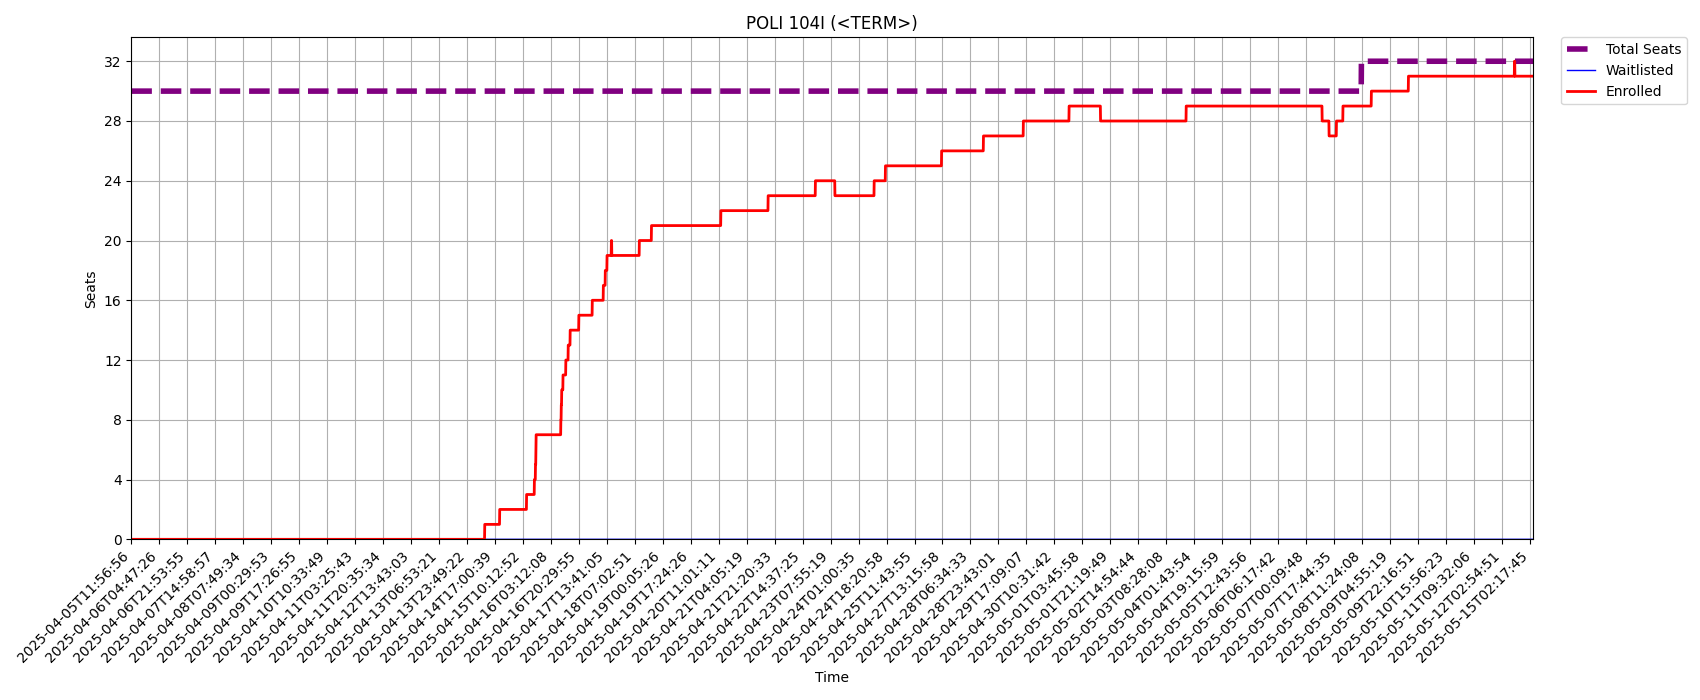 POLI 104I (<TERM>)
Total Seats
Waitlisted
Enrolled
Seats
32
28
24
20
16
12
8
4
0
2025-04-05T11:56:56
2025-04-06T04:47:26
2025-04-06T21:53:55
2025-04-07T14:58:57
2025-04-08T07:49:34
2025-04-09T00:29:53
2025-04-09T17:26:55
2025-04-10T10:33:49
2025-04-11T03:25:43
2025-04-11T20:35:34
2025-04-12T13:43:03
2025-04-13T06:53:21
2025-04-13T23:49:22
2025-04-14T17:00:39
2025-04-15T10:12:52
2025-04-16T03:12:08
2025-04-16T20:29:55
2025-04-17T13:41:05
2025-04-18T07:02:51
2025-04-19T00:05:26
2025-04-19T17:24:26
2025-04-20T11:01:11
2025-04-21T04:05:19
2025-04-21T21:20:33
2025-04-22T14:37:25
2025-04-23T07:55:19
2025-04-24T01:00:35
2025-04-24T18:20:58
2025-04-25T11:43:55
2025-04-27T13:15:58
2025-04-28T06:34:33
2025-04-28T23:43:01
2025-04-29T17:09:07
2025-04-30T10:31:42
2025-05-01T03:45:58
2025-05-01T21:19:49
2025-05-02T14:54:44
2025-05-03T08:28:08
2025-05-04T01:43:54
2025-05-04T19:15:59
2025-05-05T12:43:56
2025-05-06T06:17:42
2025-05-07T00:09:48
2025-05-07T17:44:35
2025-05-08T11:24:08
2025-05-09T04:55:19
2025-05-09T22:16:51
2025-05-10T15:56:23
2025-05-11T09:32:06
2025-05-12T02:54:51
2025-05-15T02:17:45
Time